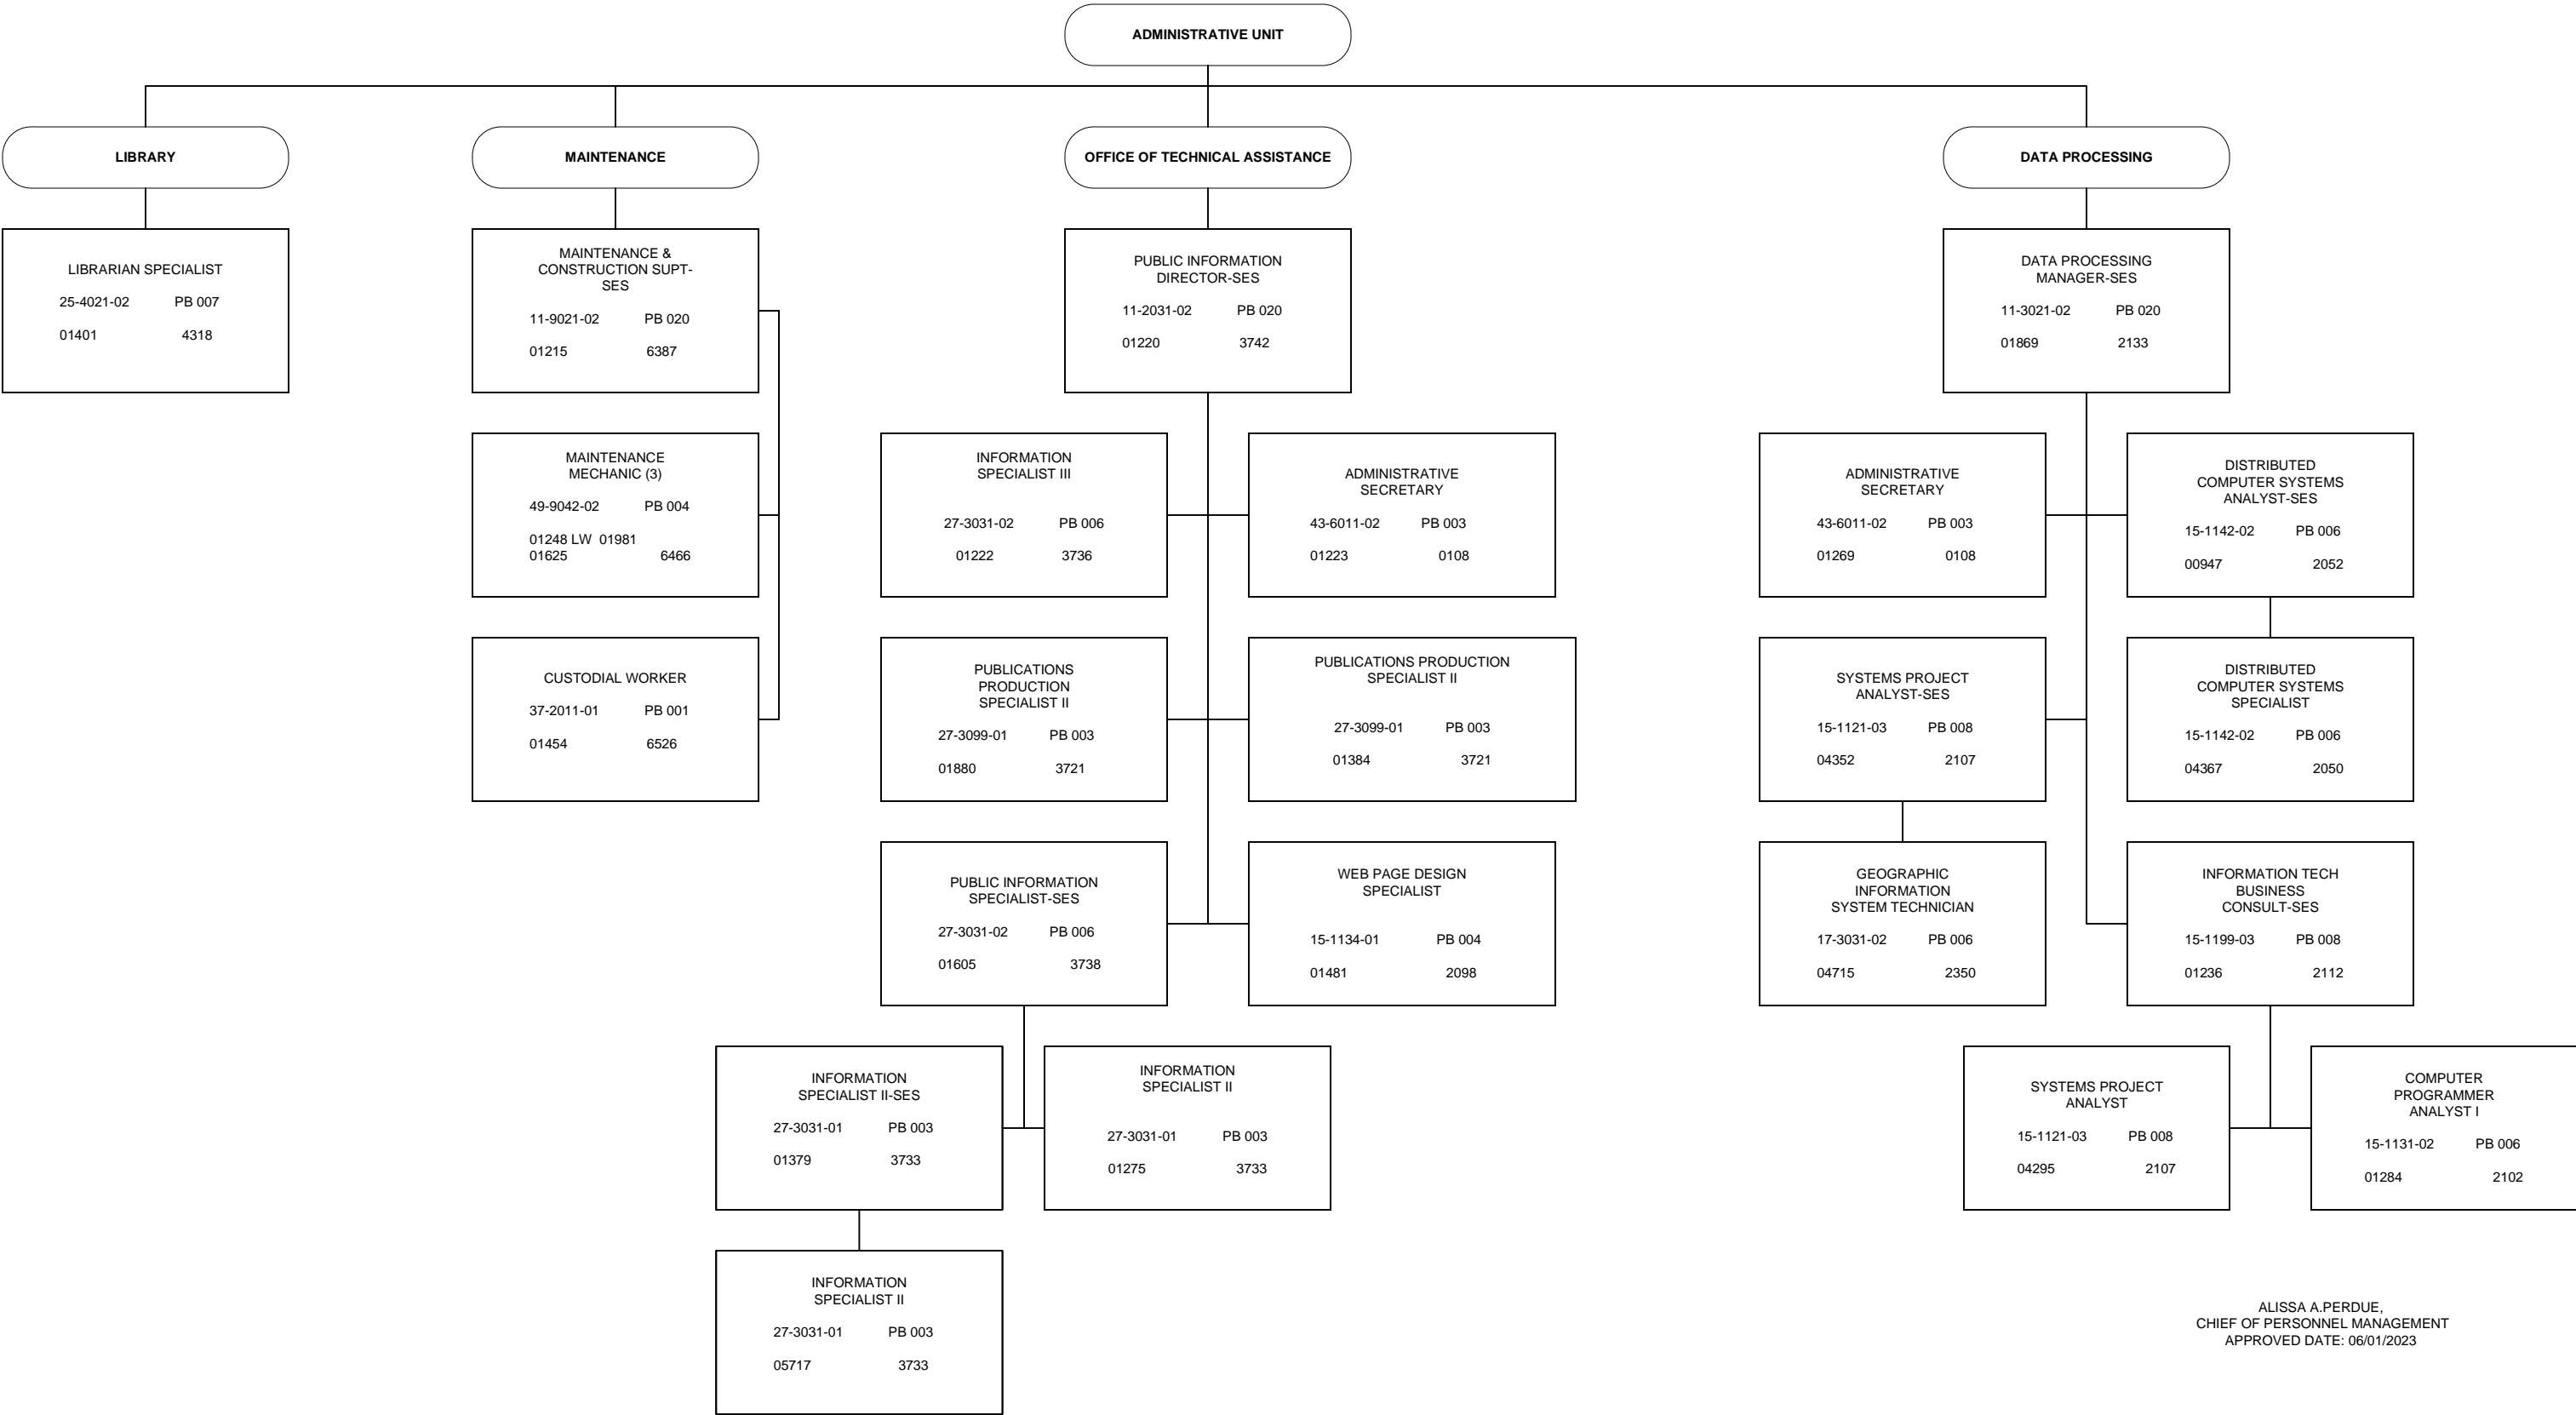 ADMINISTRATIVE UNIT
LIBRARY
MAINTENANCE
OFFICE OF TECHNICAL ASSISTANCE
DATA PROCESSING
LIBRARIAN SPECIALIST
25-4021-02 PB 007
01401 4318
MAINTENANCE &
CONSTRUCTION SUPT-
SES
11-9021-02 PB 020
01215 6387
PUBLIC INFORMATION
DIRECTOR-SES
11-2031-02 PB 020
01220 3742
DATA PROCESSING
MANAGER-SES
11-3021-02 PB 020
01869 2133
MAINTENANCE
MECHANIC (3)
49-9042-02 PB 004
01248 LW 01981
01625 6466
INFORMATION
SPECIALIST III
27-3031-02 PB 006
01222 3736
ADMINISTRATIVE
SECRETARY
43-6011-02 PB 003
01223 0108
ADMINISTRATIVE
SECRETARY
43-6011-02 PB 003
01269 0108
DISTRIBUTED
COMPUTER SYSTEMS
ANALYST-SES
15-1142-02 PB 006
00947 2052
CUSTODIAL WORKER
37-2011-01 PB 001
01454 6526
PUBLICATIONS
PRODUCTION
SPECIALIST II
27-3099-01 PB 003
01880 3721
PUBLICATIONS PRODUCTION
SPECIALIST II
27-3099-01 PB 003
01384 3721
SYSTEMS PROJECT
ANALYST-SES
15-1121-03 PB 008
04352 2107
DISTRIBUTED
COMPUTER SYSTEMS
SPECIALIST
15-1142-02 PB 006
04367 2050
PUBLIC INFORMATION
SPECIALIST-SES
27-3031-02 PB 006
01605 3738
WEB PAGE DESIGN
SPECIALIST
15-1134-01 PB 004
01481 2098
GEOGRAPHIC
INFORMATION
SYSTEM TECHNICIAN
17-3031-02 PB 006
04715 2350
INFORMATION TECH
BUSINESS
CONSULT-SES
15-1199-03 PB 008
01236 2112
INFORMATION
SPECIALIST II-SES
27-3031-01 PB 003
01379 3733
INFORMATION
SPECIALIST II
27-3031-01 PB 003
01275 3733
SYSTEMS PROJECT
ANALYST
15-1121-03 PB 008
04295 2107
COMPUTER
PROGRAMMER
ANALYST I
15-1131-02 PB 006
01284 2102
INFORMATION
SPECIALIST II
27-3031-01 PB 003
05717 3733
ALISSA A.PERDUE,
CHIEF OF PERSONNEL MANAGEMENT
APPROVED DATE: 06/01/2023